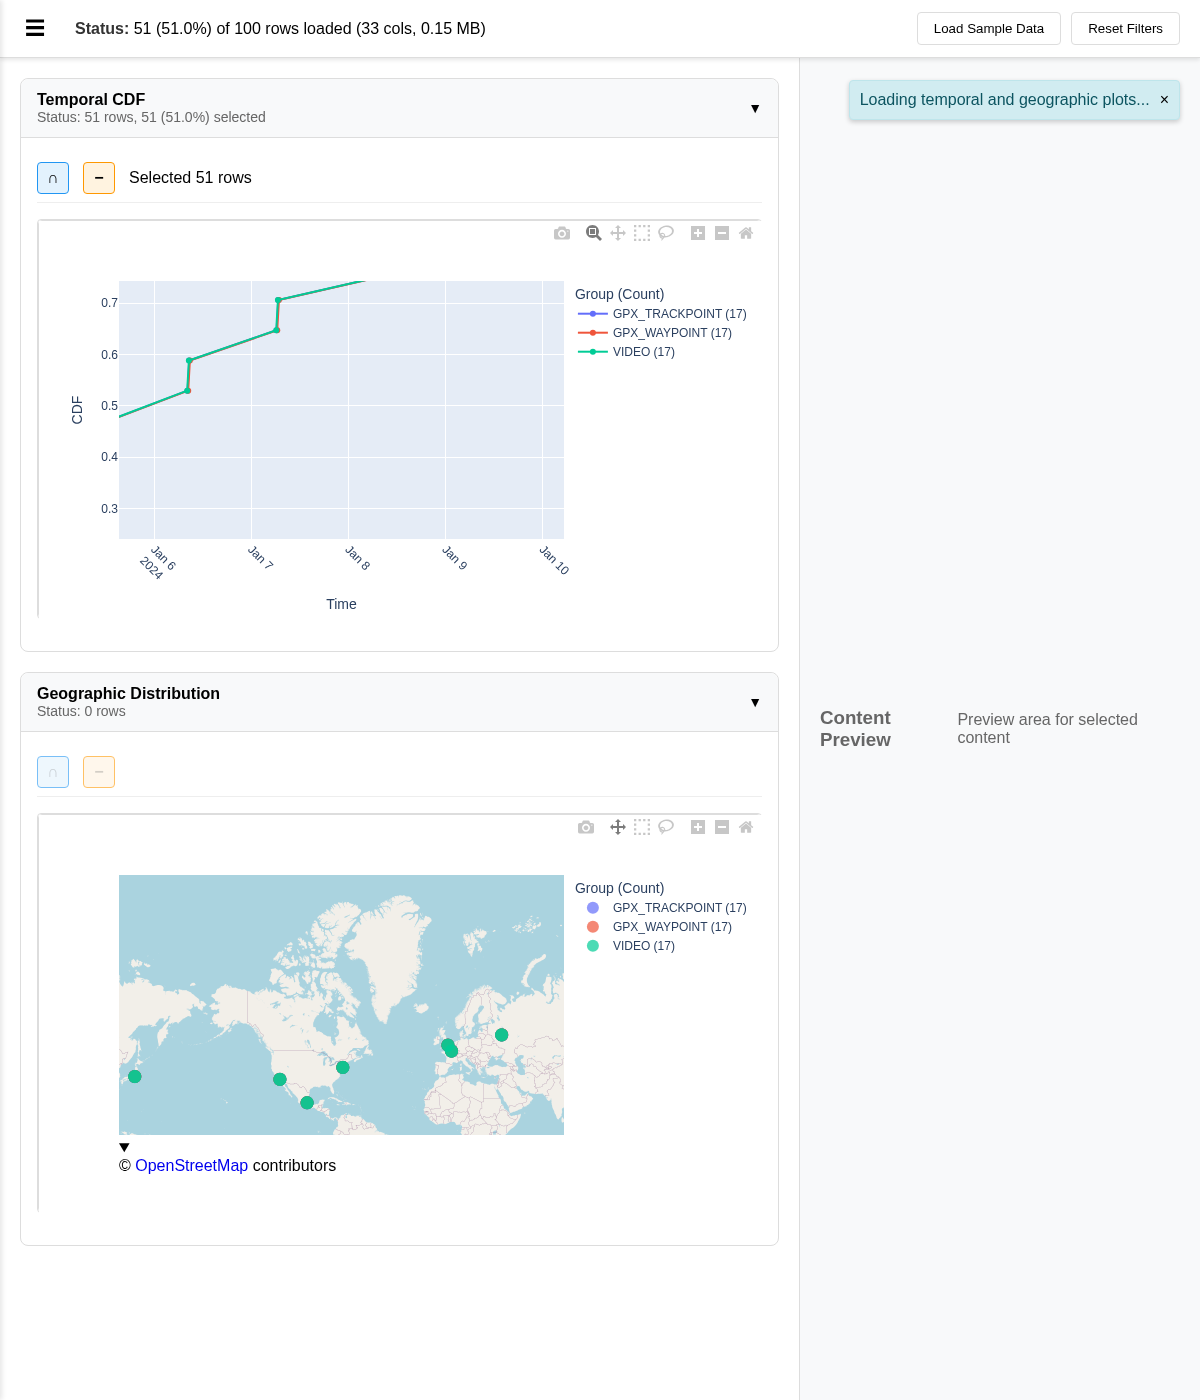 Status: 51 (51.0%) of 100 rows loaded (33 cols, 0.15 MB)
Load Sample Data
Reset Filters
Loading temporal and geographic plots... ×
Temporal CDF
Status: 51 rows, 51 (51.0%) selected
▼
∩
−
Selected 51 rows
Group (Count)
GPX_TRACKPOINT (17)
GPX_WAYPOINT (17)
VIDEO (17)
0.7
0.6
0.5
0.4
0.3
CDF
Jan 6
2024
Jan 7
Jan 8
Jan 9
Jan 10
Time
Geographic Distribution
Status: 0 rows
▼
∩
−
Group (Count)
GPX_TRACKPOINT (17)
GPX_WAYPOINT (17)
VIDEO (17)
▼
© OpenStreetMap contributors
Content
Preview
Preview area for selected
content